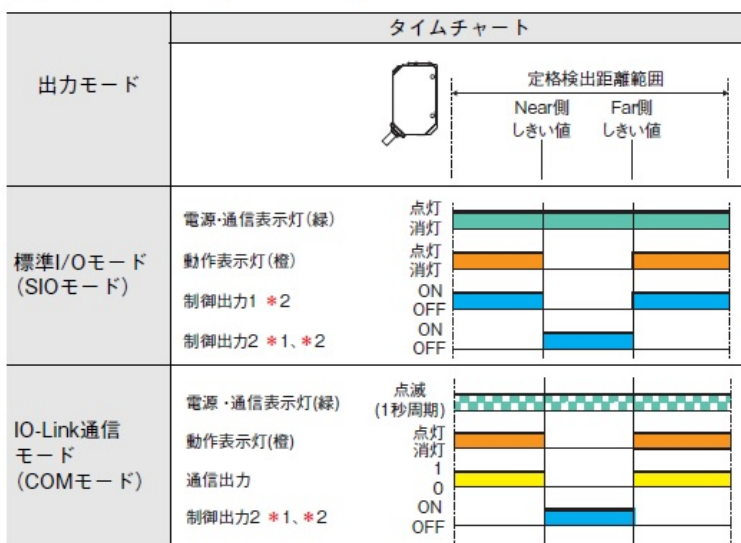 タイムチャート
出力モード
定格検出距離範囲
Near側 Far側
しきい値 しきい値
標準I/Oモード
(SIOモード)
電源・通信表示灯(緑) 点灯
消灯
動作表示灯(橙) 点灯
消灯
制御出力1 *2 ON
OFF
制御出力2 *1、*2 ON
OFF
IO-Link通信
モード
(COMモード)
電源・通信表示灯(緑) 点滅
(1秒周期)
動作表示灯(橙) 点灯
消灯
通信出力 1
0
制御出力2 *1、*2 ON
OFF